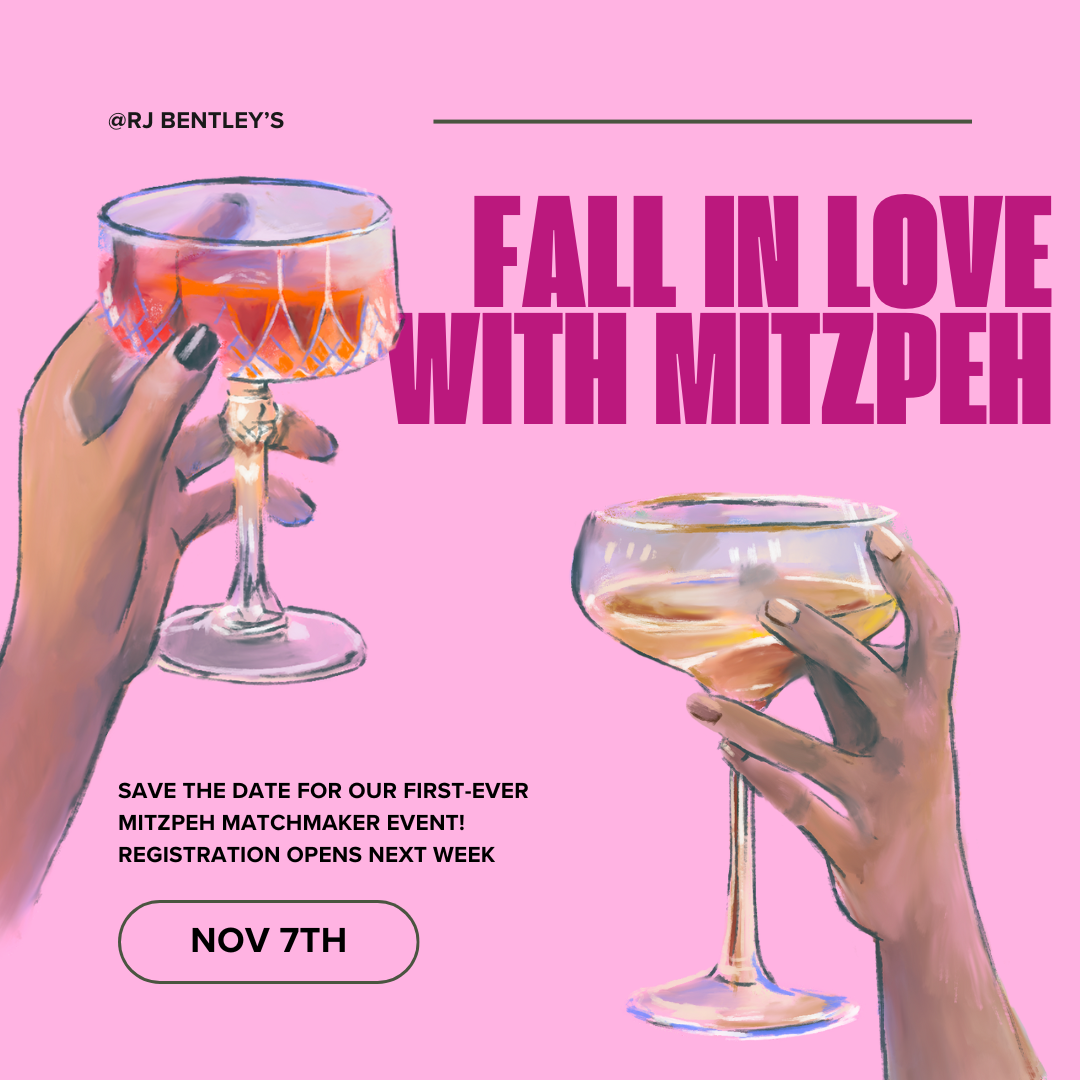 @RJ BENTLEY’S
FALL IN LOVE
WITH MITZPEH
SAVE THE DATE FOR OUR FIRST-EVER
MITZPEH MATCHMAKER EVENT!
REGISTRATION OPENS NEXT WEEK
NOV 7TH